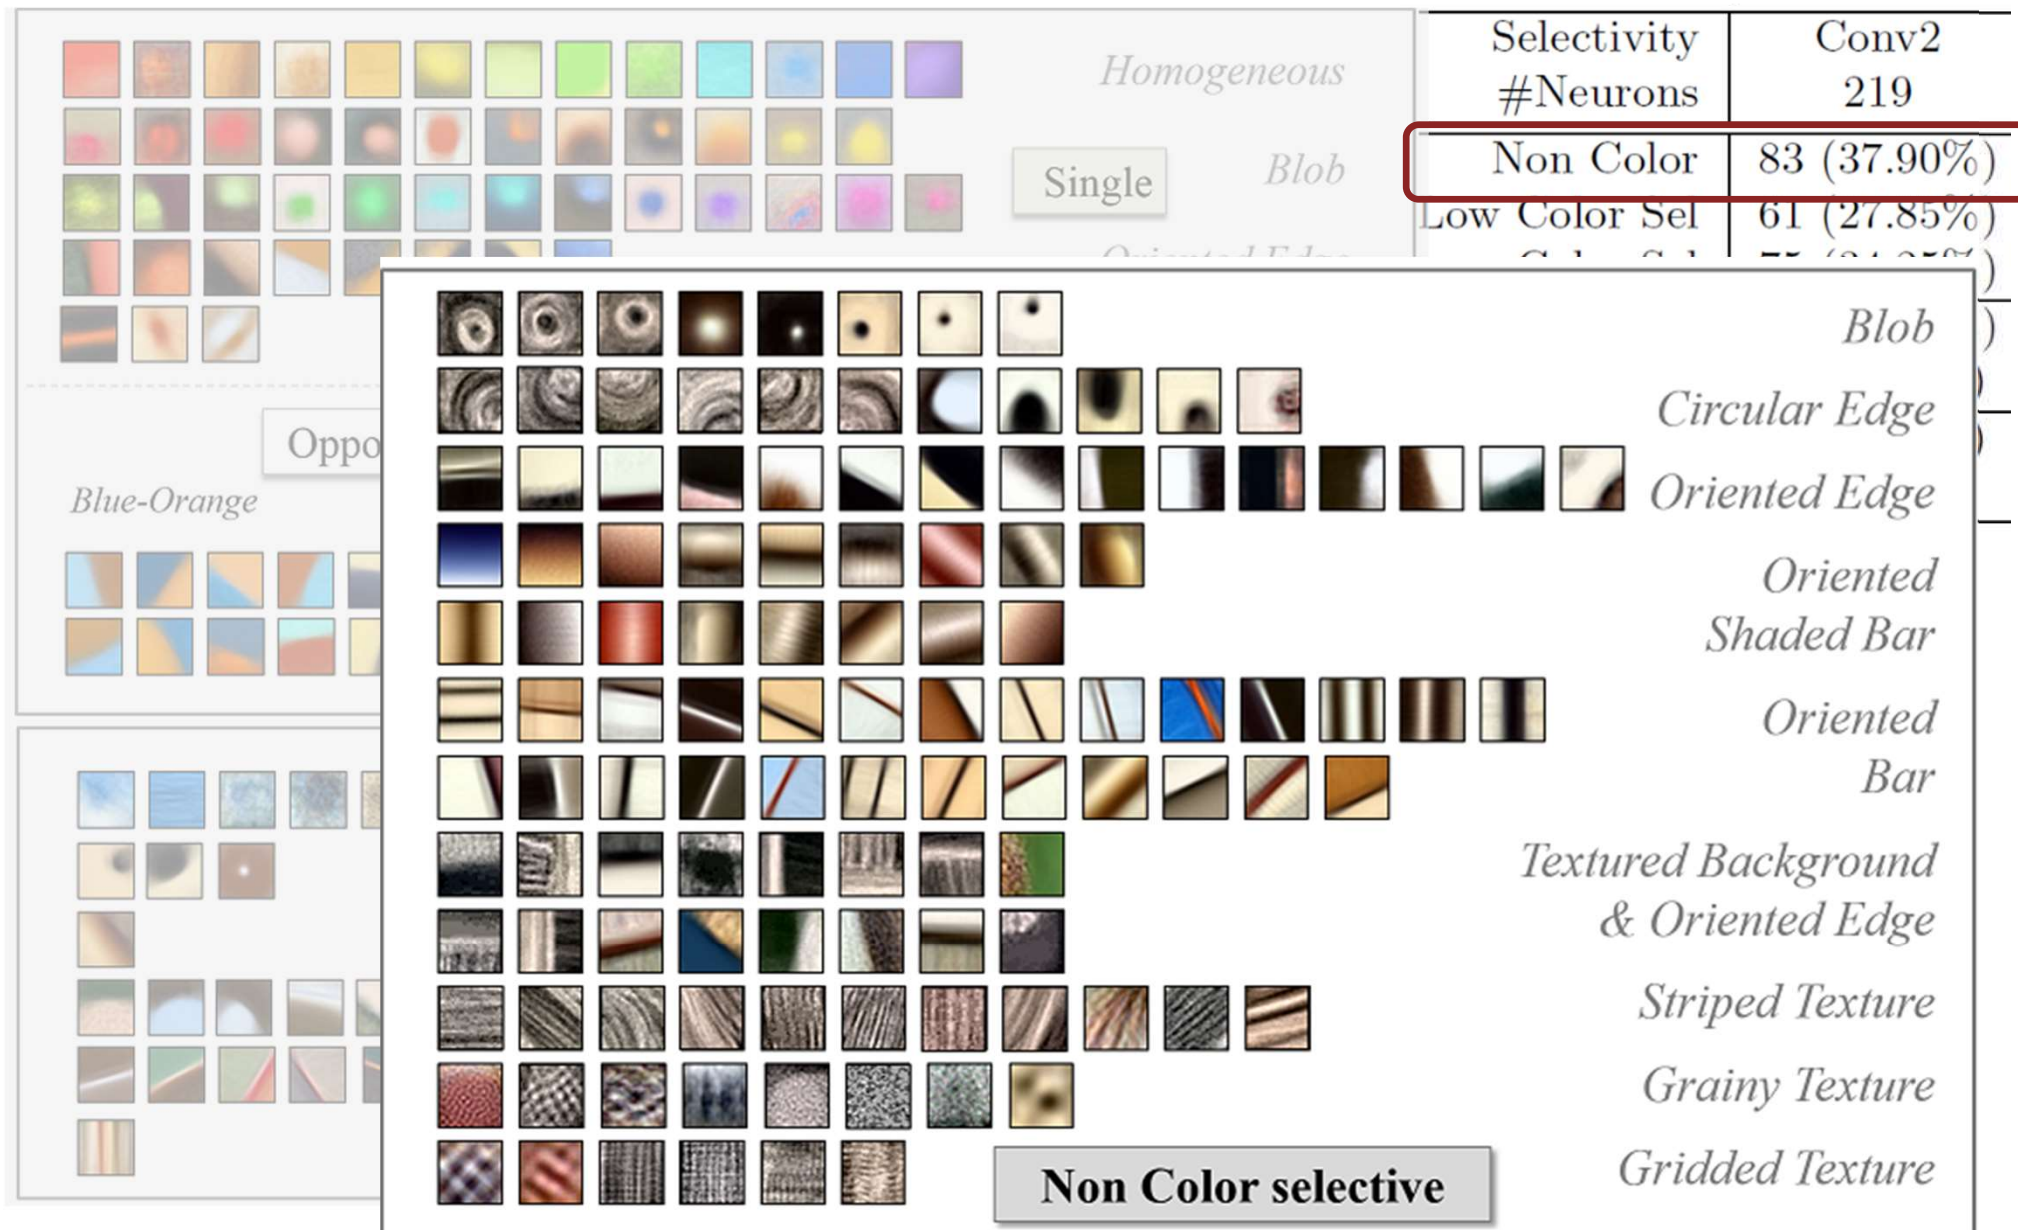 Homogeneous
Blob
Single
Oriented Edge
Oppo
Blue-Orange
Selectivity Conv2
#Neurons 219
Non Color 83 (37.90%)
Low Color Sel 61 (27.85%)
Blob
Circular Edge
Oriented Edge
Oriented
Shaded Bar
Oriented
Bar
Textured Background
& Oriented Edge
Striped Texture
Grainy Texture
Gridded Texture
Non Color selective